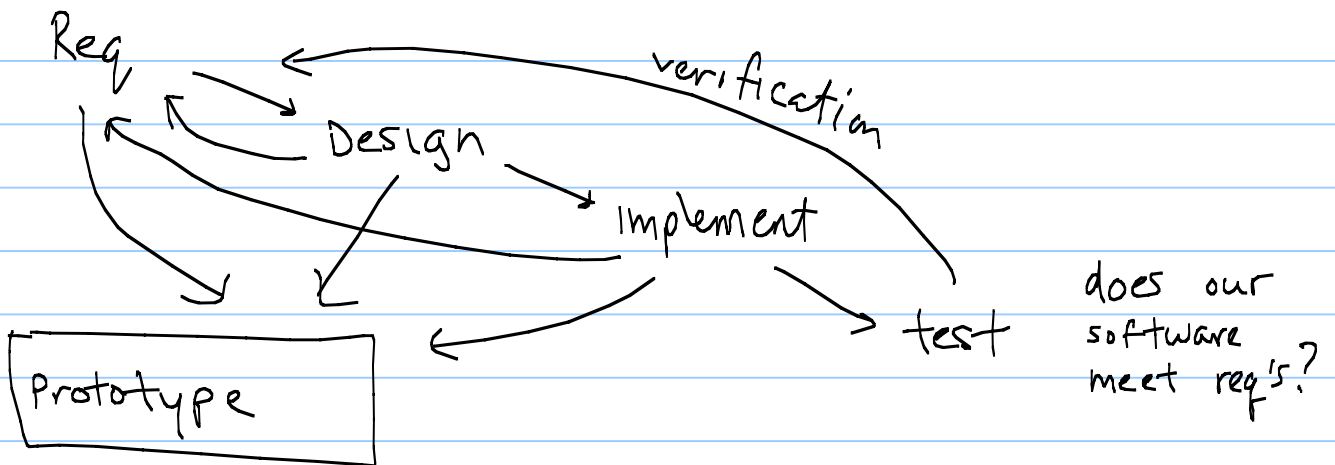 Req
verification
Design
Implement
does our
test
software
meet req's?
Prototype